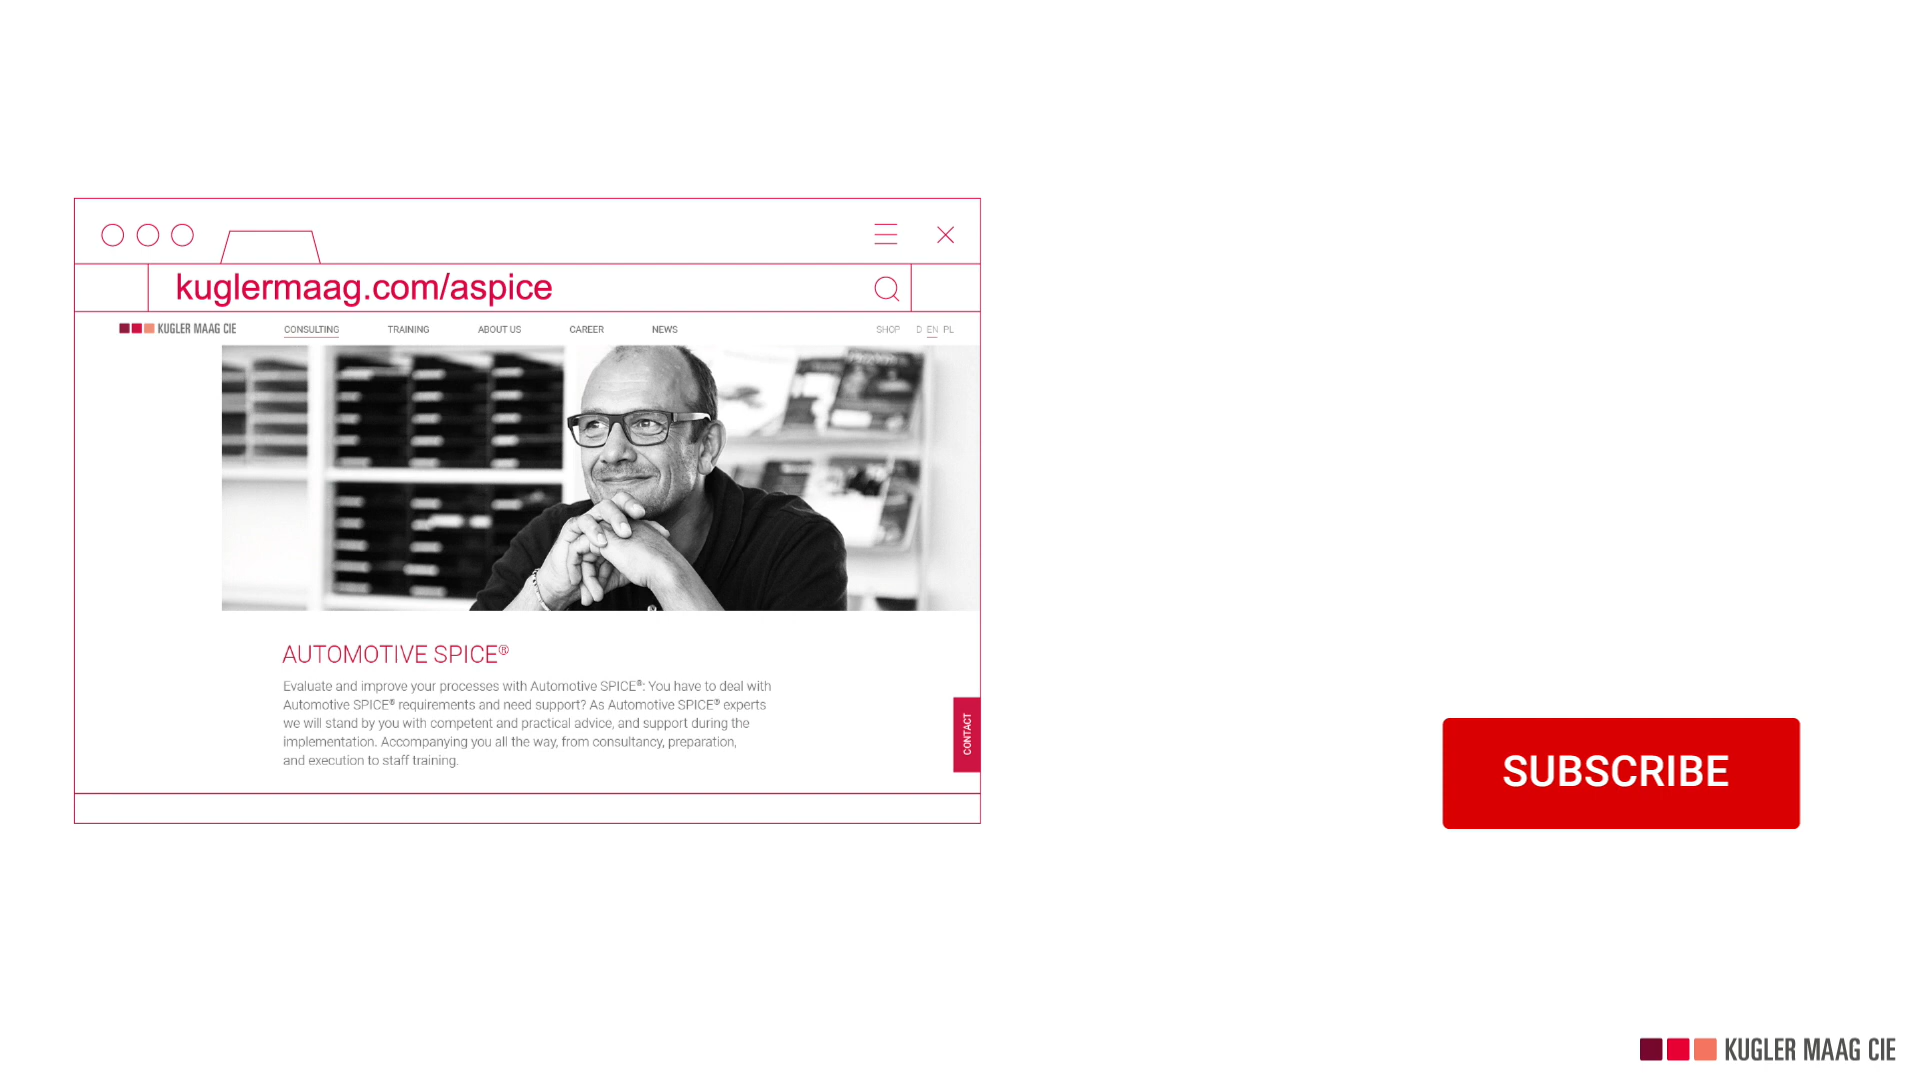 kuglermaag.com/aspice
KUGLER MAAG CIE CONSULTING TRAINING ABOUT US CAREER NEWS SHOP D EN PL
AUTOMOTIVE SPICE®
Evaluate and improve your processes with Automotive SPICE®: You have to deal with
Automotive SPICE® requirements and need support? As Automotive SPICE® experts
we will stand by you with competent and practical advice, and support during the
implementation. Accompanying you all the way, from consultancy, preparation,
and execution to staff training.
CONTACT
SUBSCRIBE
KUGLER MAAG CIE